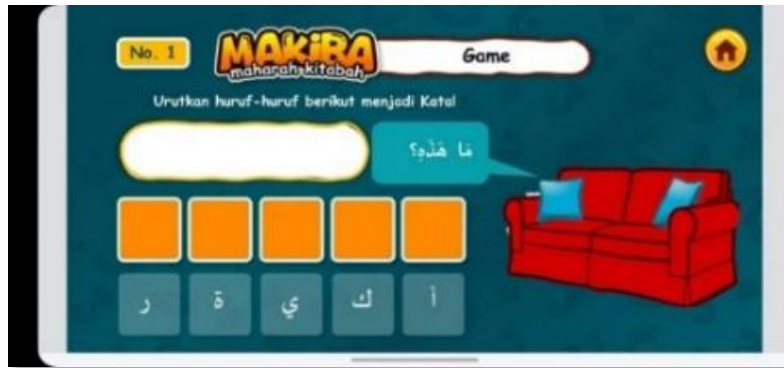 No. 1
MAKIRA
maharah kitabah
Game
Urutkan huruf-huruf berikut menjadi Kata!
مَا هَذِهِ؟
ر ة ي ك أ